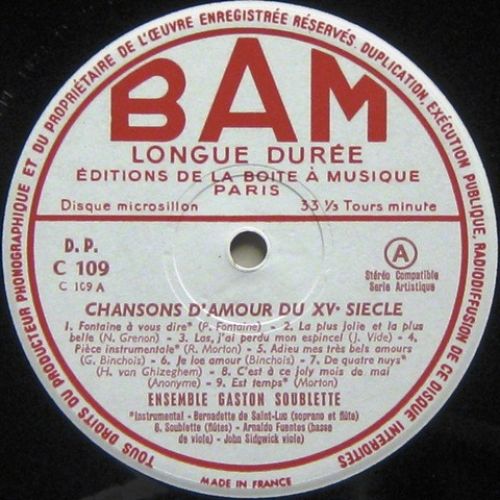 TOUS DROITS DU PRODUCTEUR PHONOGRAPHIQUE ET DU PROPRIÉTAIRE DE L'ŒUVRE ENREGISTRÉE RÉSERVÉS. DUPLICATION, EXÉCUTION PUBLIQUE, RADIODIFFUSION DE CE DISQUE INTERDITES
BAM
LONGUE DURÉE
ÉDITIONS DE LA BOITE À MUSIQUE
PARIS
Disque microsillon 33 ⅓ Tours minute
D.P.
C 109
C 109 A
A
Stéréo Compatible
Serie Artistique
CHANSONS D'AMOUR DU XVe SIECLE
1. Fontaine à vous dire* (P. Fontaine) - 2. La plus jolie et la plus
belle (N. Grenon) - 3. Las, j'ai perdu mon espincel (J. Vide) - 4.
Pièce instrumentale* (R. Morton) - 5. Adieu mes très bels amours
(G. Binchois) - 6. Je loe amour (Binchois) - 7. De quatre nuys*
(H. van Ghizeghem) - 8. C'est à ce joly mois de mai
(Anonyme) - 9. Est temps* (Morton)
ENSEMBLE GASTON SOUBLETTE
*Instrumental - Bernadette de Saint-Luc (soprano et flûte)
G. Soublette (flûtes) - Arnaldo Fuentes (basse
de viole) - John Sidgwick viole)
MADE IN FRANCE